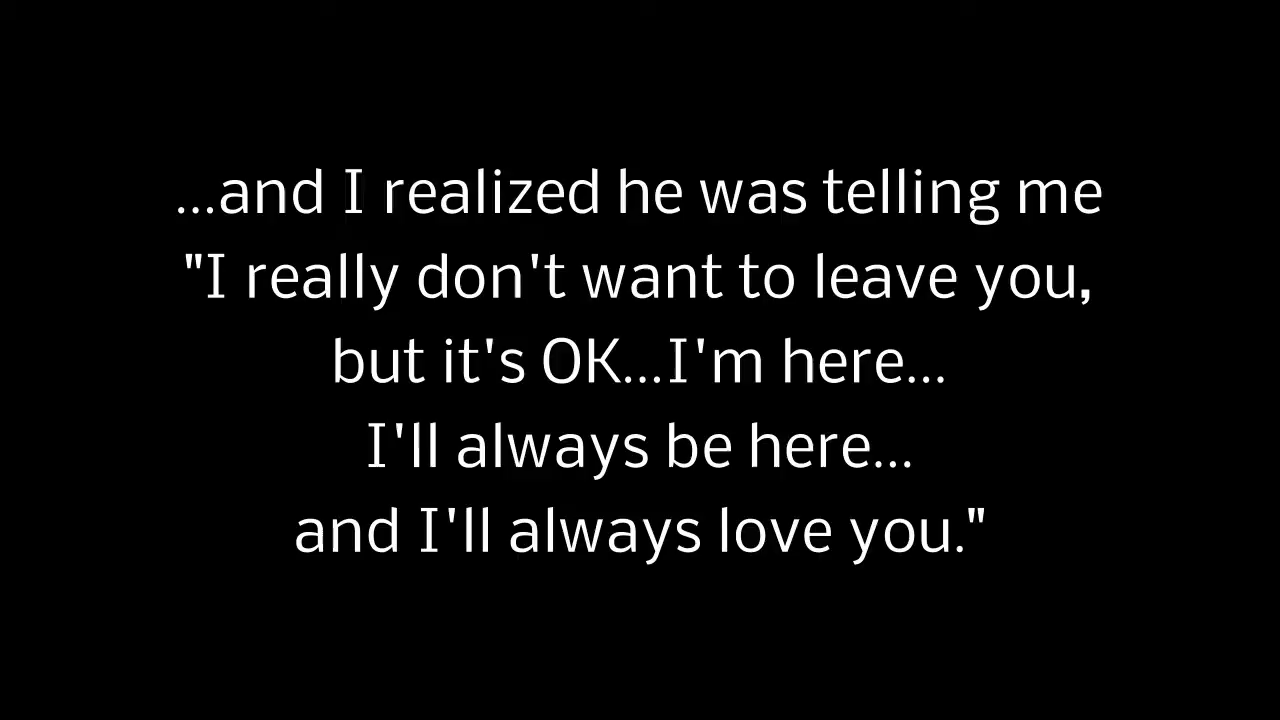 ...and I realized he was telling me
"I really don't want to leave you,
but it's OK...I'm here...
I'll always be here...
and I'll always love you."